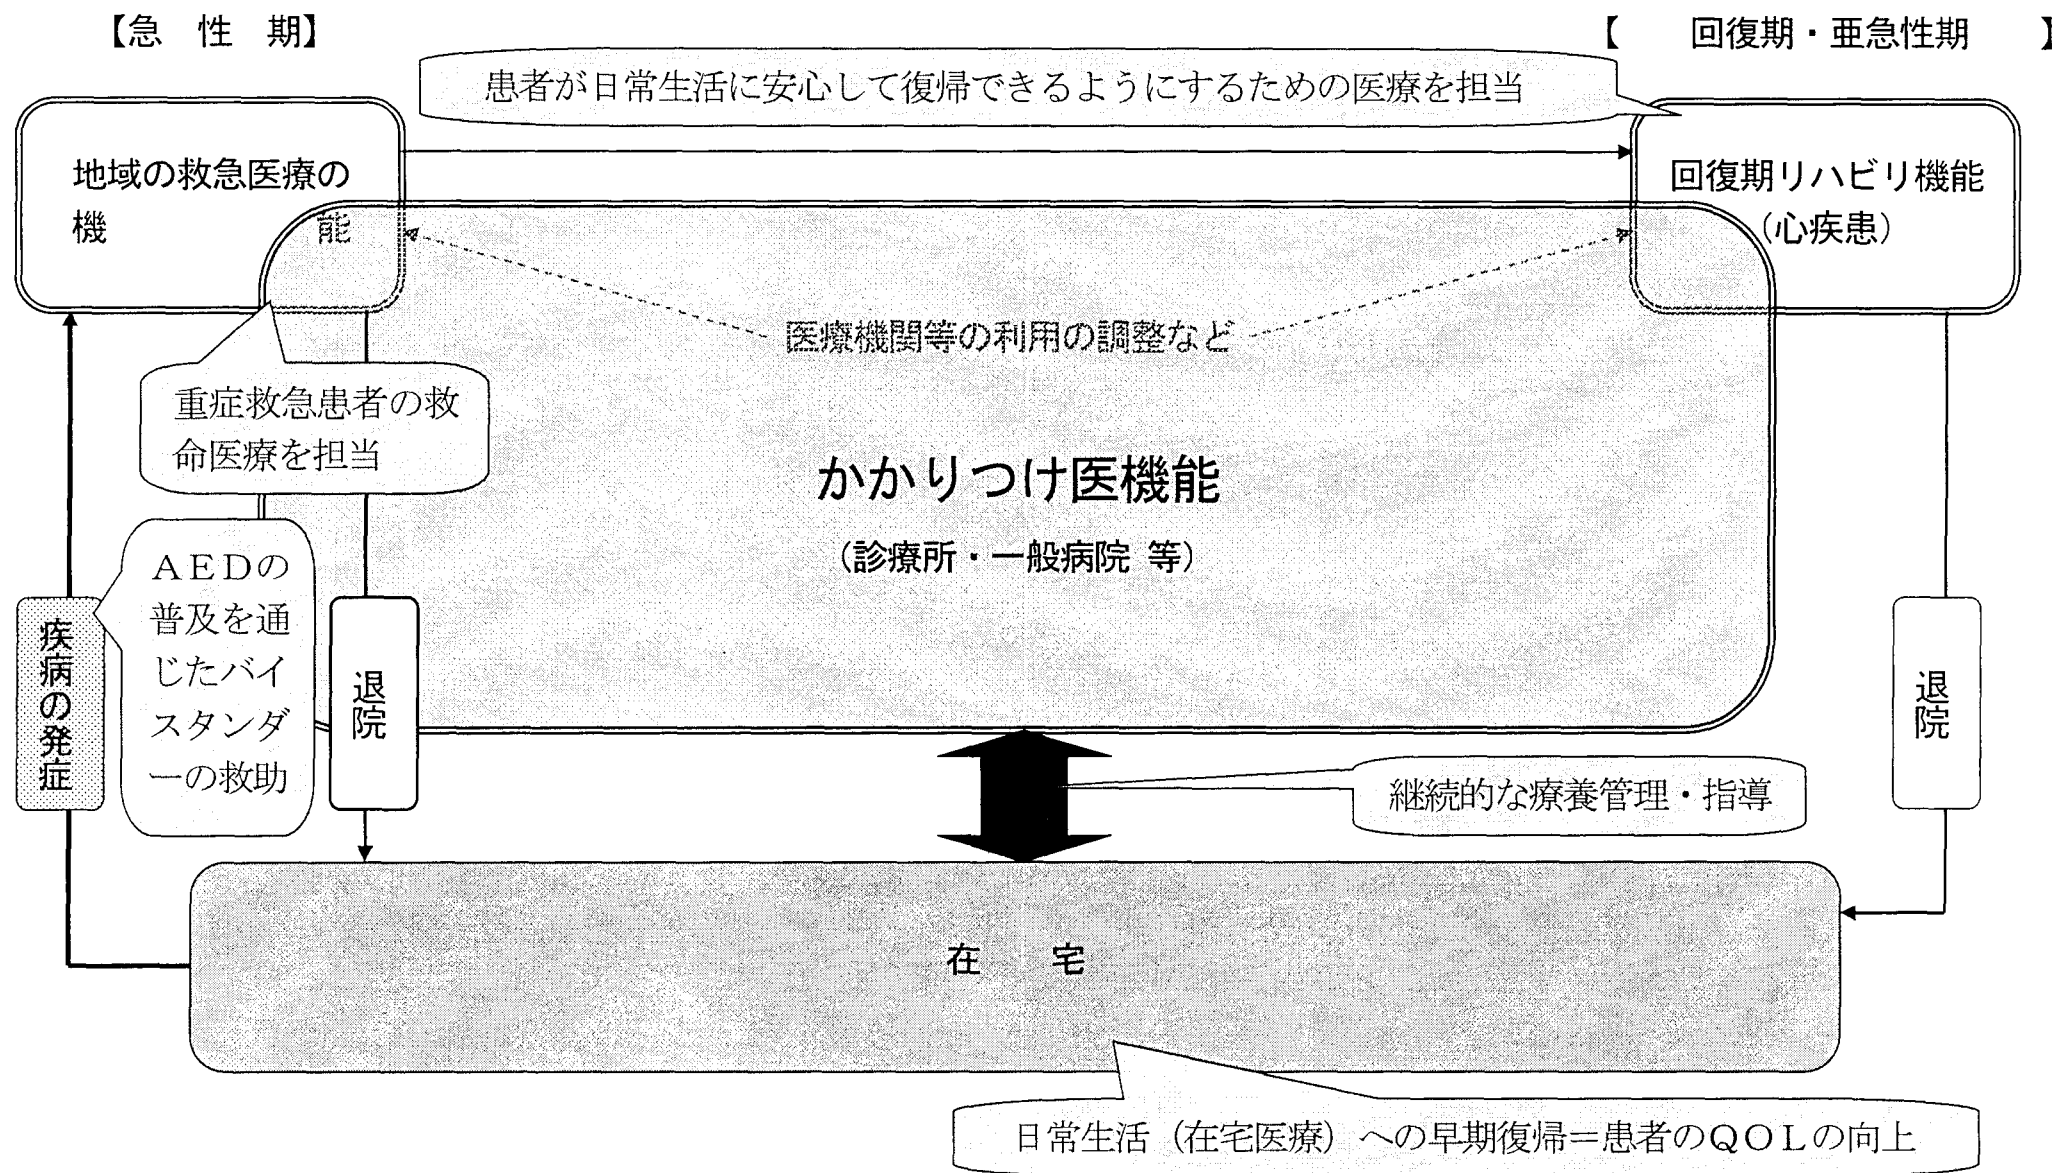 【急　性　期】
【　　回復期・亜急性期　　】
患者が日常生活に安心して復帰できるようにするための医療を担当
地域の救急医療の
機　　　　　　能
回復期リハビリ機能
（心疾患）
医療機関等の利用の調整など
重症救急患者の救
命医療を担当
かかりつけ医機能
（診療所・一般病院 等）
ＡＥＤの
普及を通
じたバイ
スタンダ
ーの救助
疾病の発症
退院
退院
継続的な療養管理・指導
在　　宅
日常生活（在宅医療）への早期復帰＝患者のＱＯＬの向上